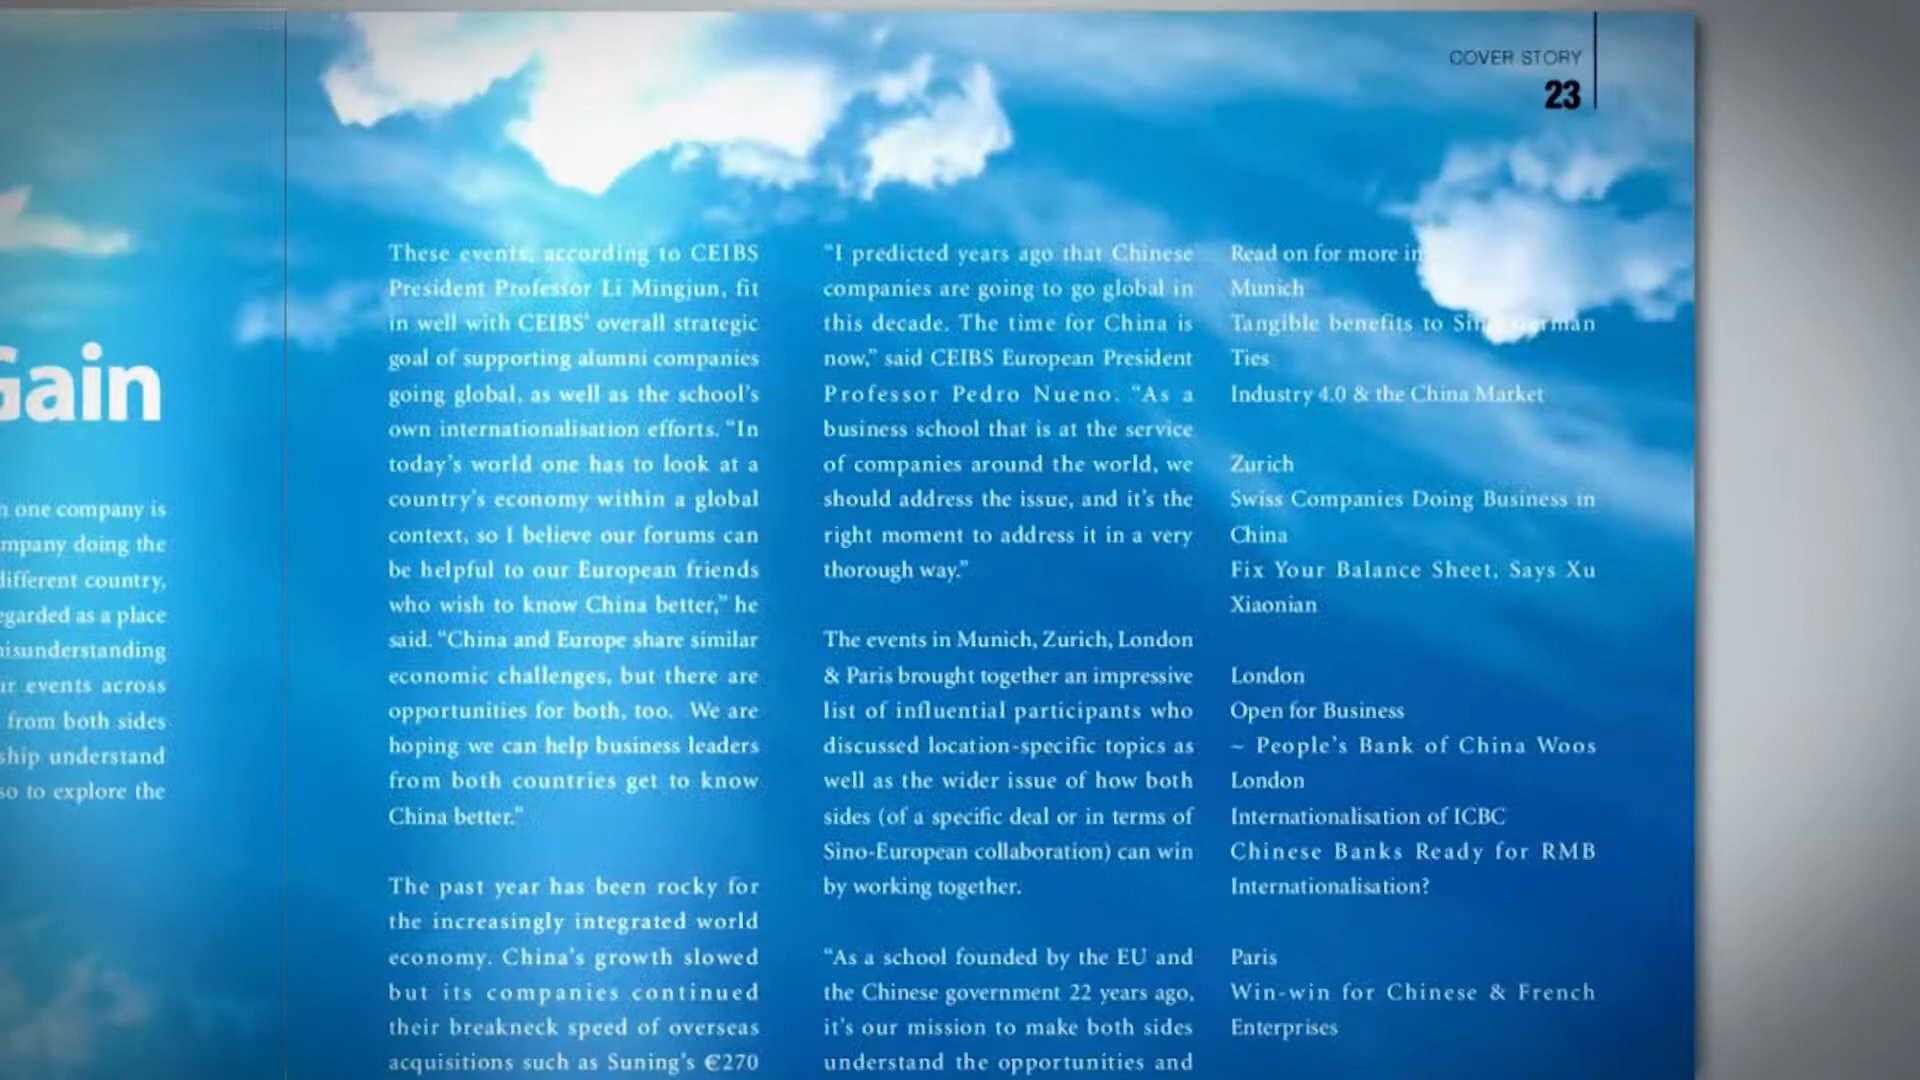 COVER STORY
23
Gain
one company is
doing the
different country,
as a place
misunderstanding
events across
from both sides
understand
so to explore the
These events, according to CEIBS
President Professor Li Mingjun, fit
in well with CEIBS' overall strategic
goal of supporting alumni companies
going global, as well as the school's
own internationalisation efforts. “In
today's world one has to look at a
country's economy within a global
context, so I believe our forums can
be helpful to our European friends
who wish to know China better,” he
said. “China and Europe share similar
economic challenges, but there are
opportunities for both, too. We are
hoping we can help business leaders
from both countries get to know
China better.”
The past year has been rocky for
the increasingly integrated world
economy. China's growth slowed
but its companies continued
their breakneck speed of overseas
acquisitions such as Suning's €270
“I predicted years ago that Chinese
companies are going to go global in
this decade. The time for China is
now,” said CEIBS European President
Professor Pedro Nueno. “As a
business school that is at the service
of companies around the world, we
should address the issue, and it's the
right moment to address it in a very
thorough way.”
The events in Munich, Zurich, London
& Paris brought together an impressive
list of influential participants who
discussed location-specific topics as
well as the wider issue of how both
sides (of a specific deal or in terms of
Sino-European collaboration) can win
by working together.
“As a school founded by the EU and
the Chinese government 22 years ago,
it's our mission to make both sides
understand the opportunities and
Read on for more
Munich
Tangible benefits to
Ties
Industry 4.0 & the China Market
Zurich
Swiss Companies Doing Business in
China
Fix Your Balance Sheet, Says Xu
Xiaonian
London
Open for Business
~ People's Bank of China Woos
London
Internationalisation of ICBC
Chinese Banks Ready for RMB
Internationalisation?
Paris
Win-win for Chinese & French
Enterprises